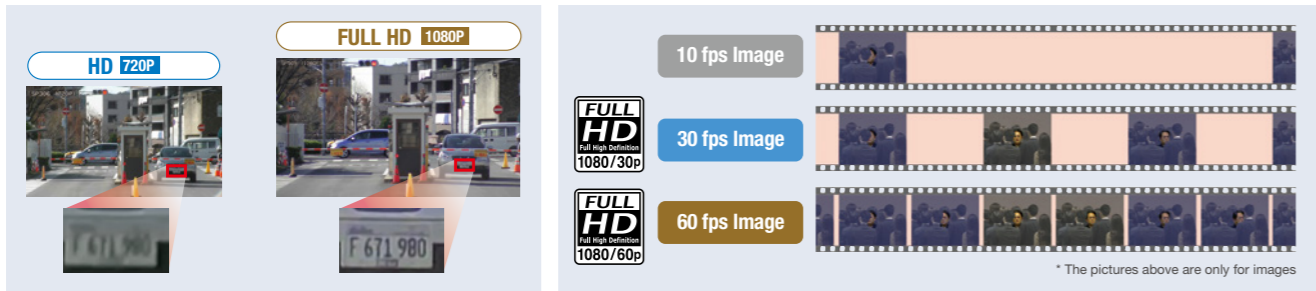 HD 720P
FULL HD 1080P
F 671 980
F 671 980
10 fps Image
FULL
HD
Full High Definition
1080/30p
30 fps Image
FULL
HD
Full High Definition
1080/60p
60 fps Image
* The pictures above are only for images